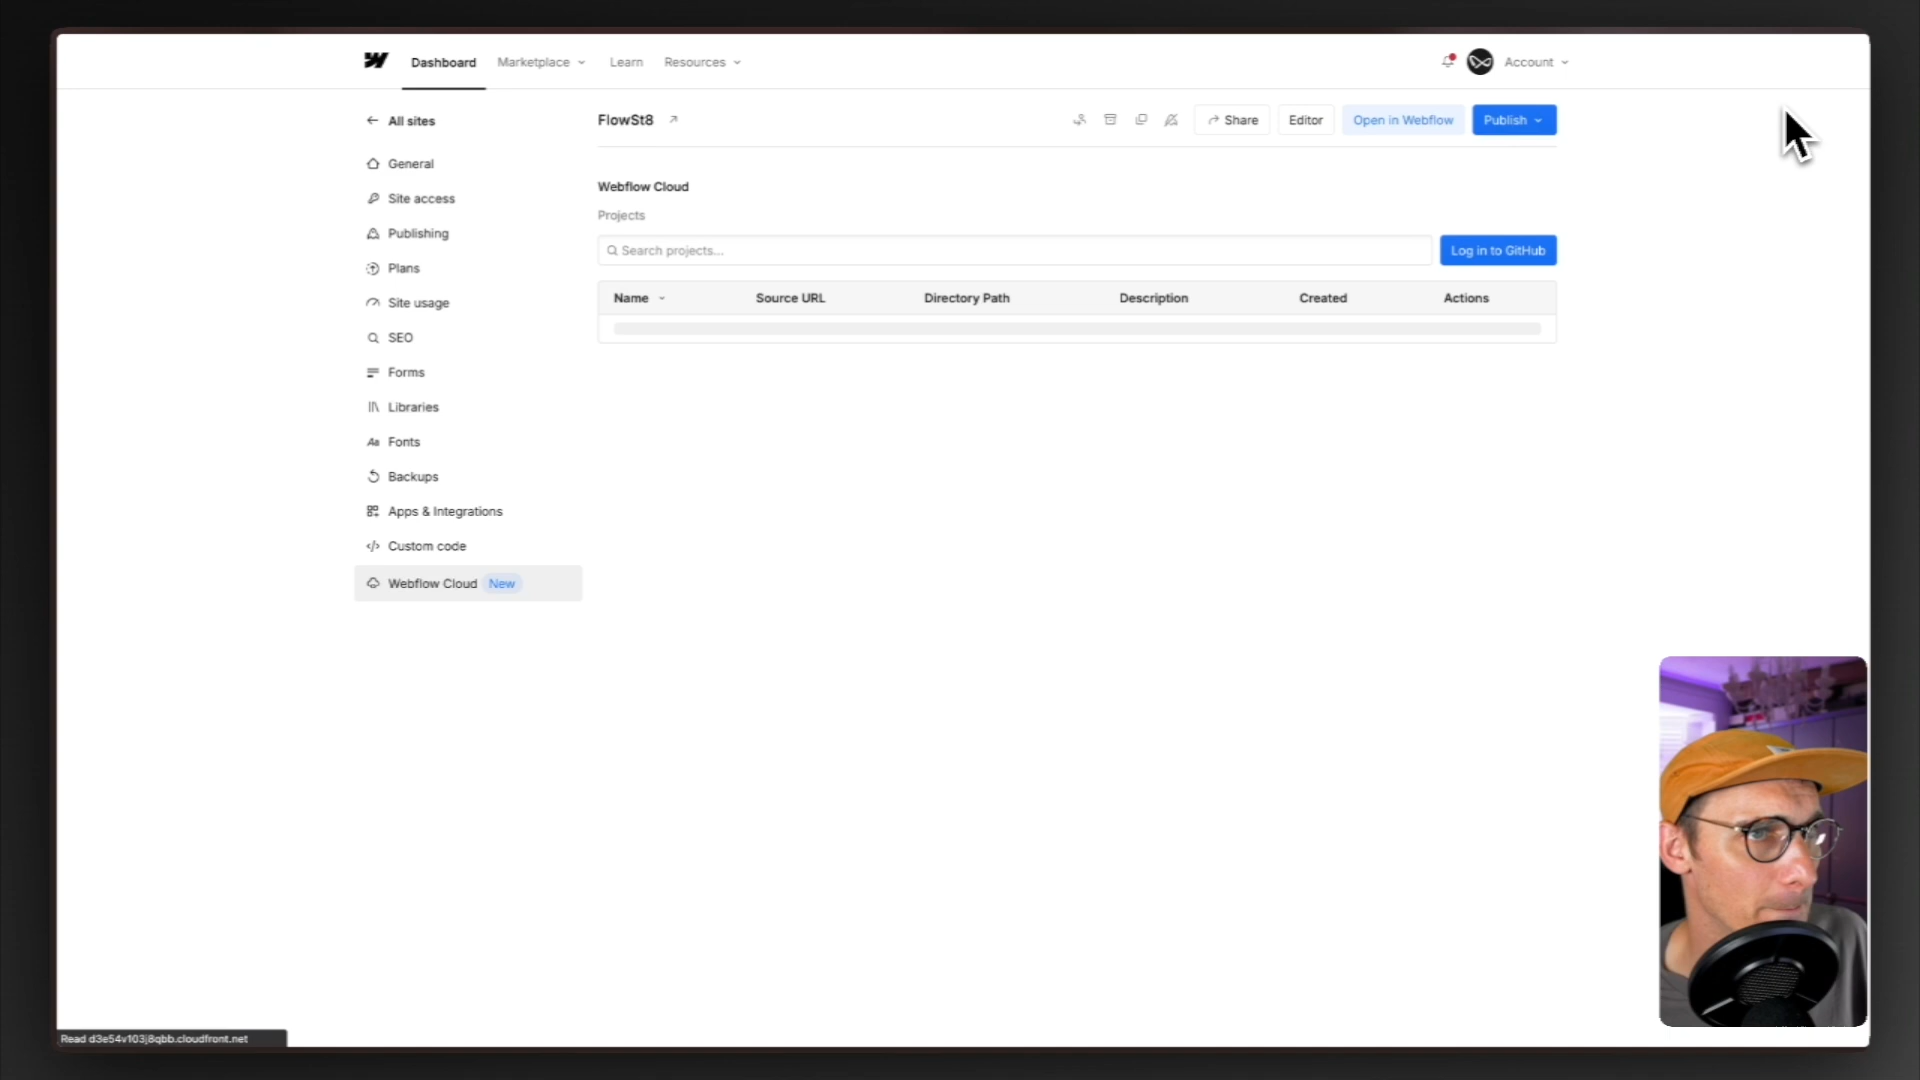 Dashboard Marketplace Learn Resources Account
All sites
FlowSt8 Share Editor Open in Webflow Publish
General
Site access
Publishing
Plans
Site usage
SEO
Forms
Libraries
Fonts
Backups
Apps & Integrations
Custom code
Webflow Cloud New
Webflow Cloud
Projects
Search projects... Log in to GitHub
Name Source URL Directory Path Description Created Actions
Read d3e54v103j8qbb.cloudfront.net